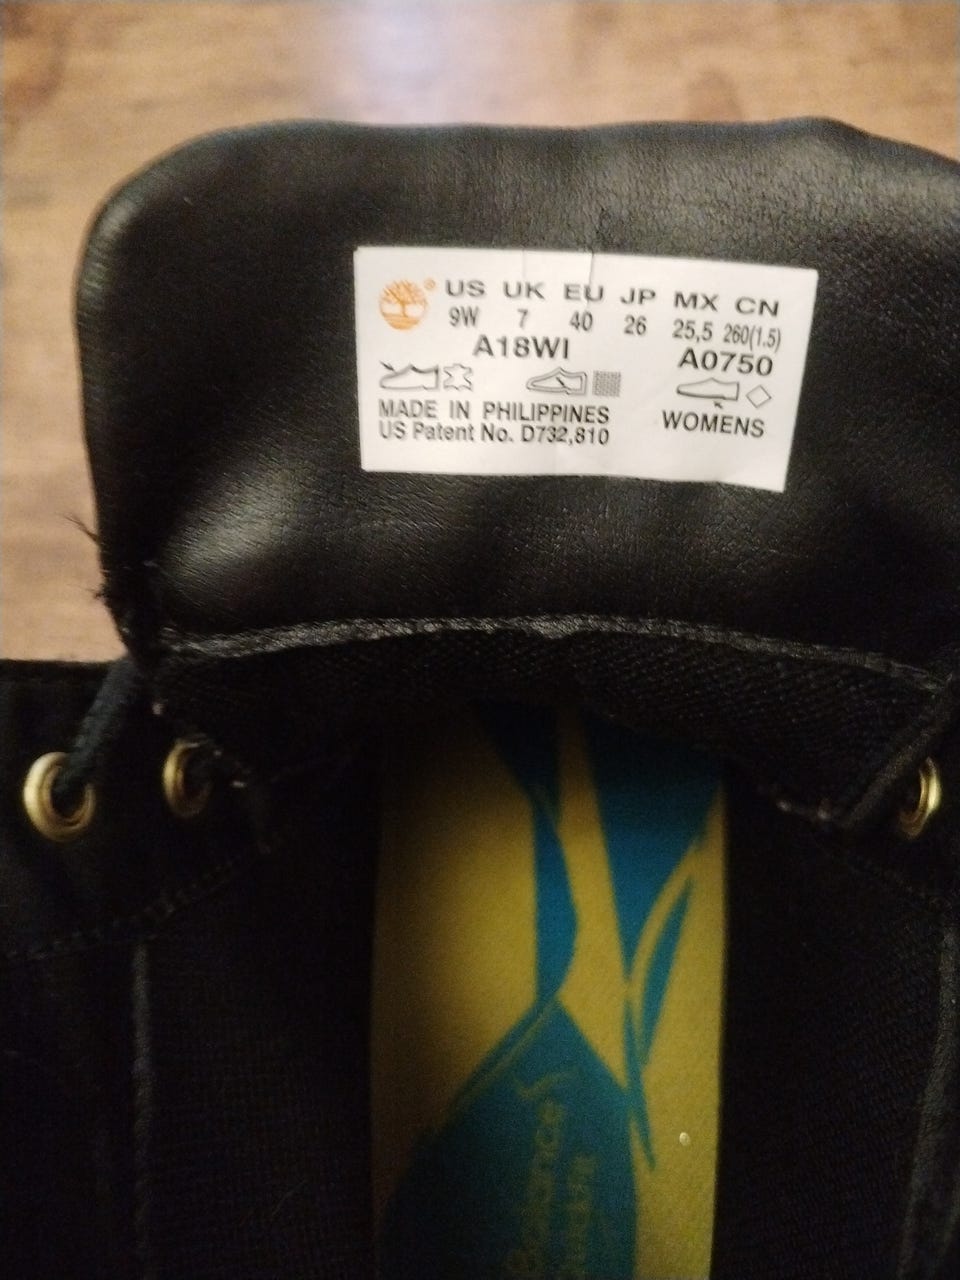 US UK EU JP MX CN
9W 7 40 26 25,5 260(1.5)
A18WI A0750
MADE IN PHILIPPINES
US Patent No. D732,810
WOMENS